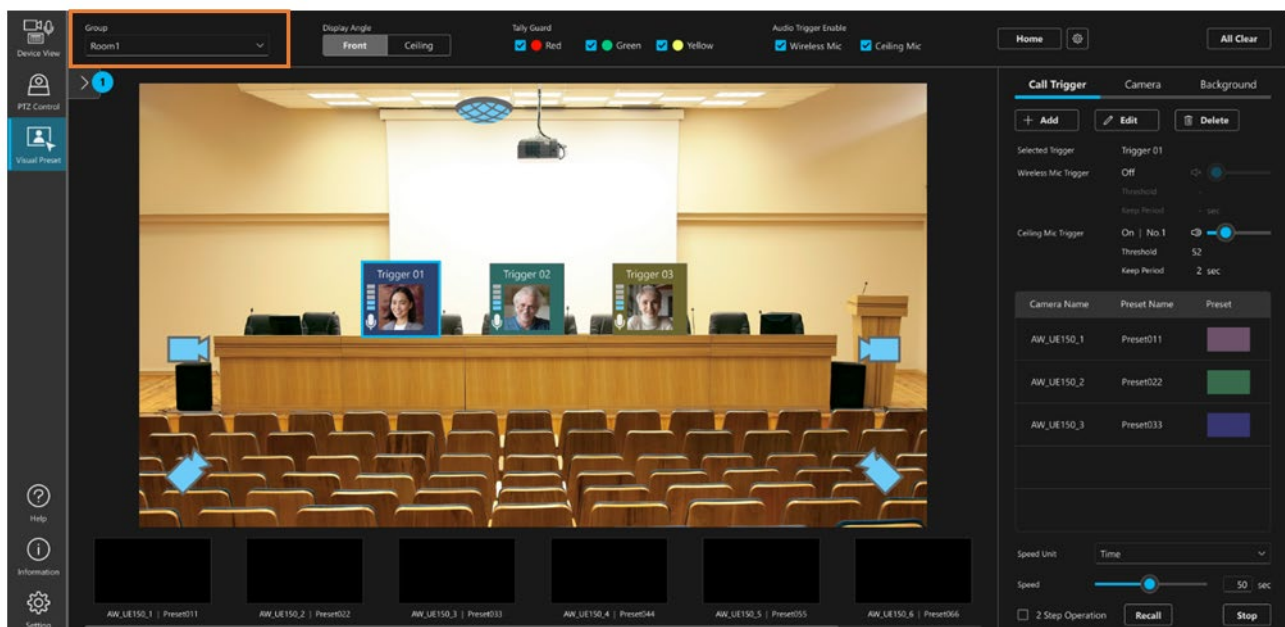 Device View
PTZ Control
Visual Preset
Help
Information
Setting
Group
Room1
Display Angle
Front Ceiling
Tally Guard
Red Green Yellow
Audio Trigger Enable
Wireless Mic Ceiling Mic
Home
All Clear
1
Trigger 01 Trigger 02 Trigger 03
AW_UE150_1 | Preset011
AW_UE150_2 | Preset022
AW_UE150_3 | Preset033
AW_UE150_4 | Preset044
AW_UE150_5 | Preset055
AW_UE150_6 | Preset066
Call Trigger Camera Background
+ Add Edit Delete
Selected Trigger Trigger 01
Wireless Mic Trigger Off
Threshold -
Keep Period - sec
Ceiling Mic Trigger On | No.1
Threshold 52
Keep Period 2 sec
Camera Name Preset Name Preset
AW_UE150_1 Preset011
AW_UE150_2 Preset022
AW_UE150_3 Preset033
Speed Unit Time
Speed 50 sec
2 Step Operation Recall Stop